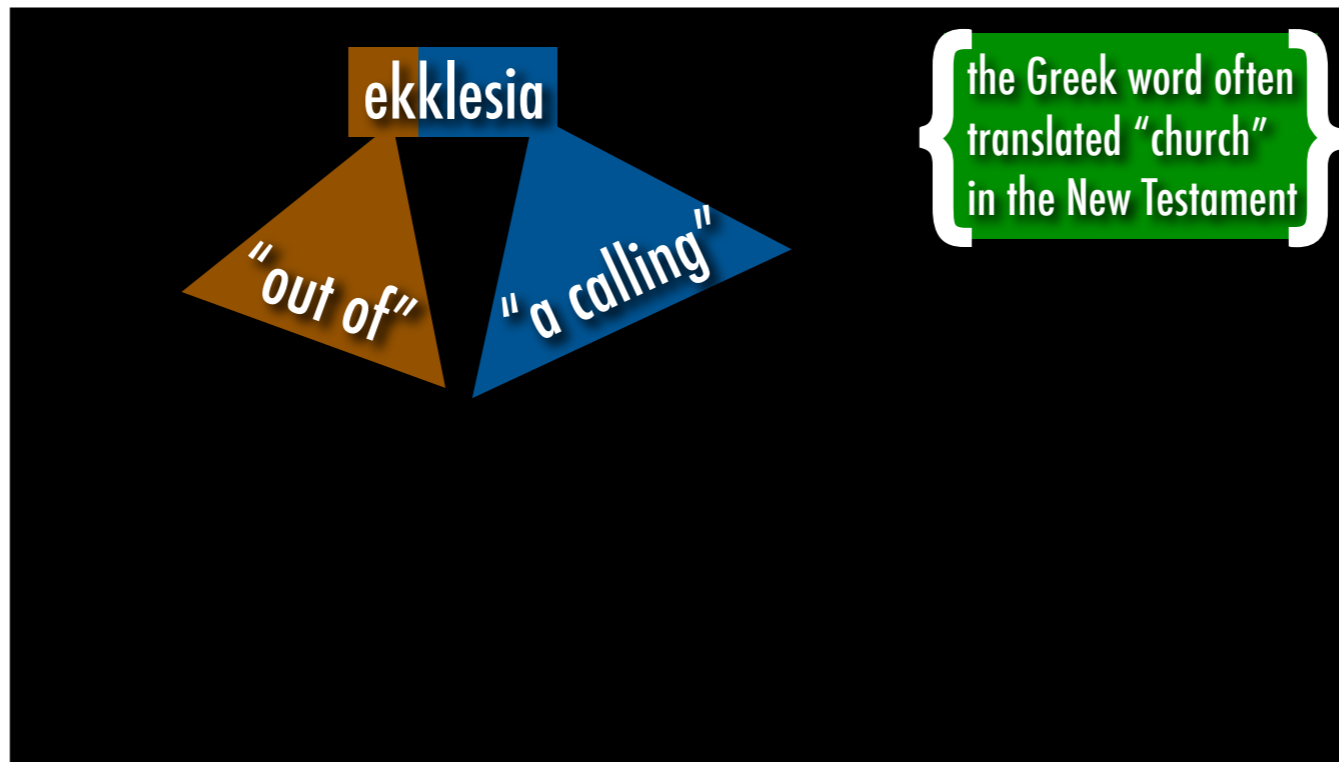 ekklesia
“out of”
“a calling”
the Greek word often
translated “church”
in the New Testament